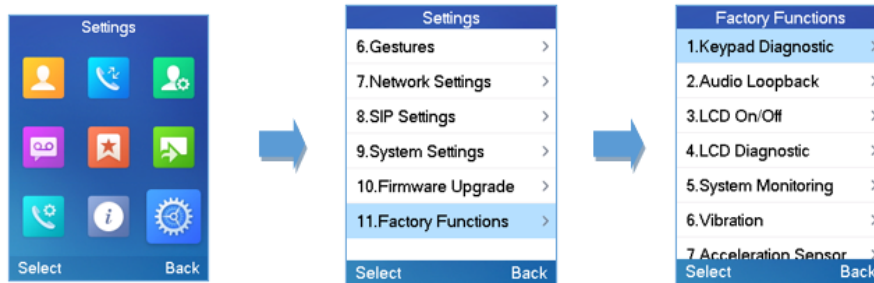 Settings
Select Back
Settings
6.Gestures
7.Network Settings
8.SIP Settings
9.System Settings
10.Firmware Upgrade
11.Factory Functions
Select Back
Factory Functions
1.Keypad Diagnostic
2.Audio Loopback
3.LCD On/Off
4.LCD Diagnostic
5.System Monitoring
6.Vibration
7.Acceleration Sensor
Select Back